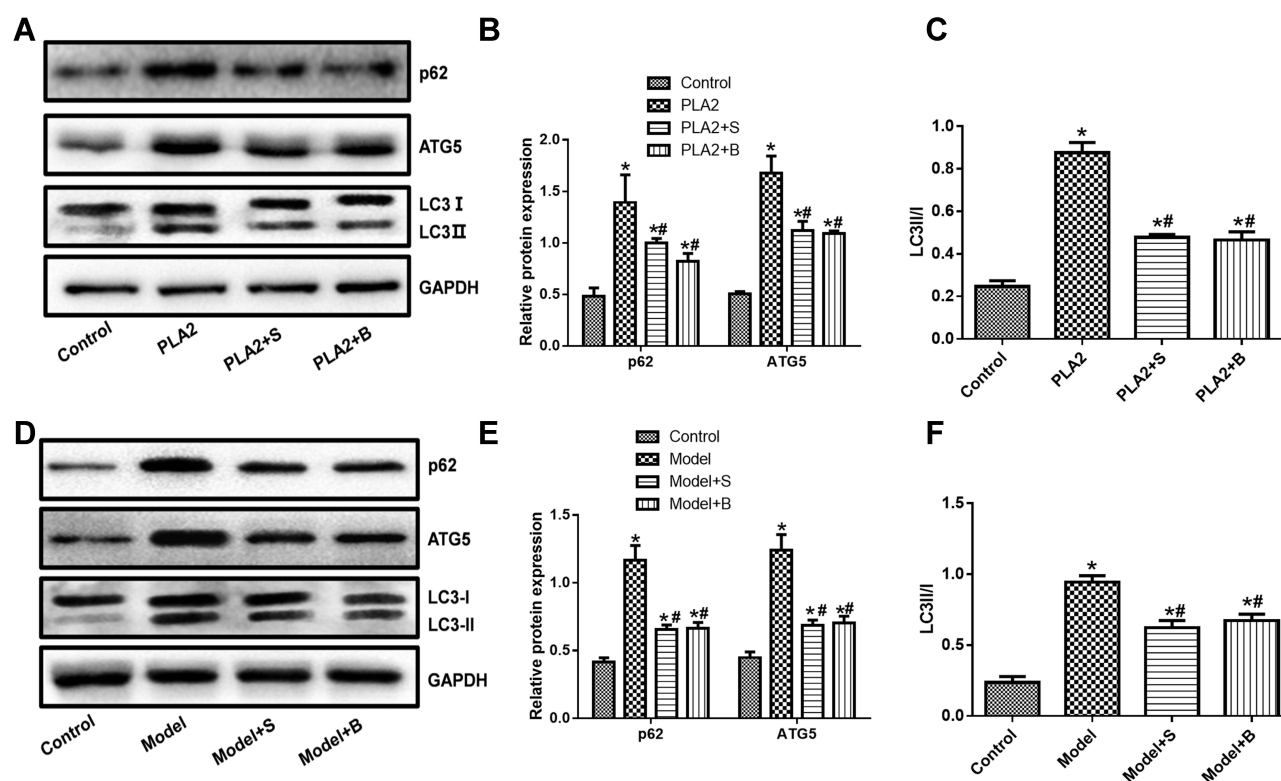 A
p62
ATG5
LC3 Ⅰ
LC3Ⅱ
GAPDH
Control
PLA2
PLA2+S
PLA2+B
B
Control
PLA2
PLA2+S
PLA2+B
Relative protein expression
2.0
1.5
1.0
0.5
0.0
*
*# 
*#
*
*#
*#
p62
ATG5
C
LC3II/I
1.0
0.8
0.6
0.4
0.2
0.0
*
*#
*#
Control
PLA2
PLA2+S
PLA2+B
D
p62
ATG5
LC3-I
LC3-II
GAPDH
Control
Model
Model+S
Model+B
E
Control
Model
Model+S
Model+B
Relative protein expression
1.5
1.0
0.5
0.0
*
*#
*#
*
*#
*#
p62
ATG5
F
LC3II/I
1.5
1.0
0.5
0.0
*
*#
*#
Control
Model
Model+S
Model+B